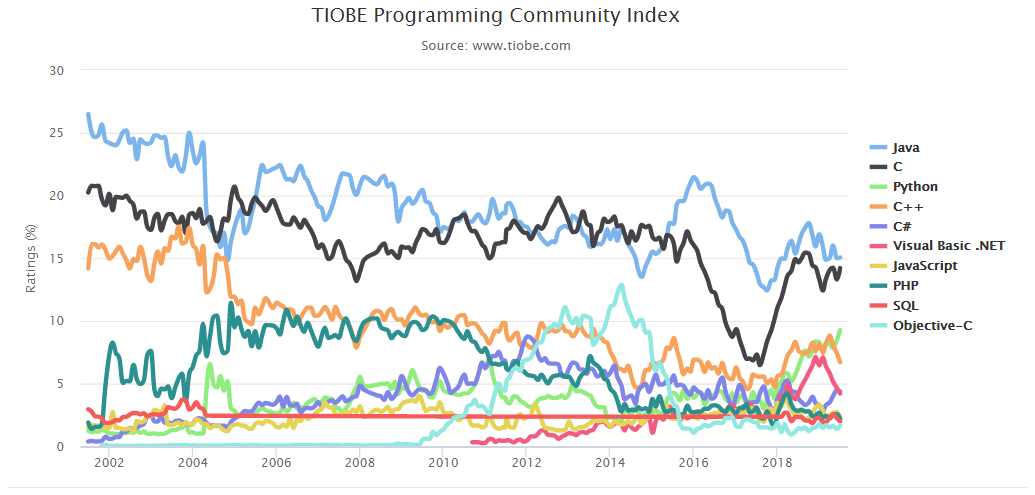 TIOBE Programming Community Index
Source: www.tiobe.com
Ratings (%)
30
25
20
15
10
5
0
2002 2004 2006 2008 2010 2012 2014 2016 2018
Java
C
Python
C++
C#
Visual Basic .NET
JavaScript
PHP
SQL
Objective-C